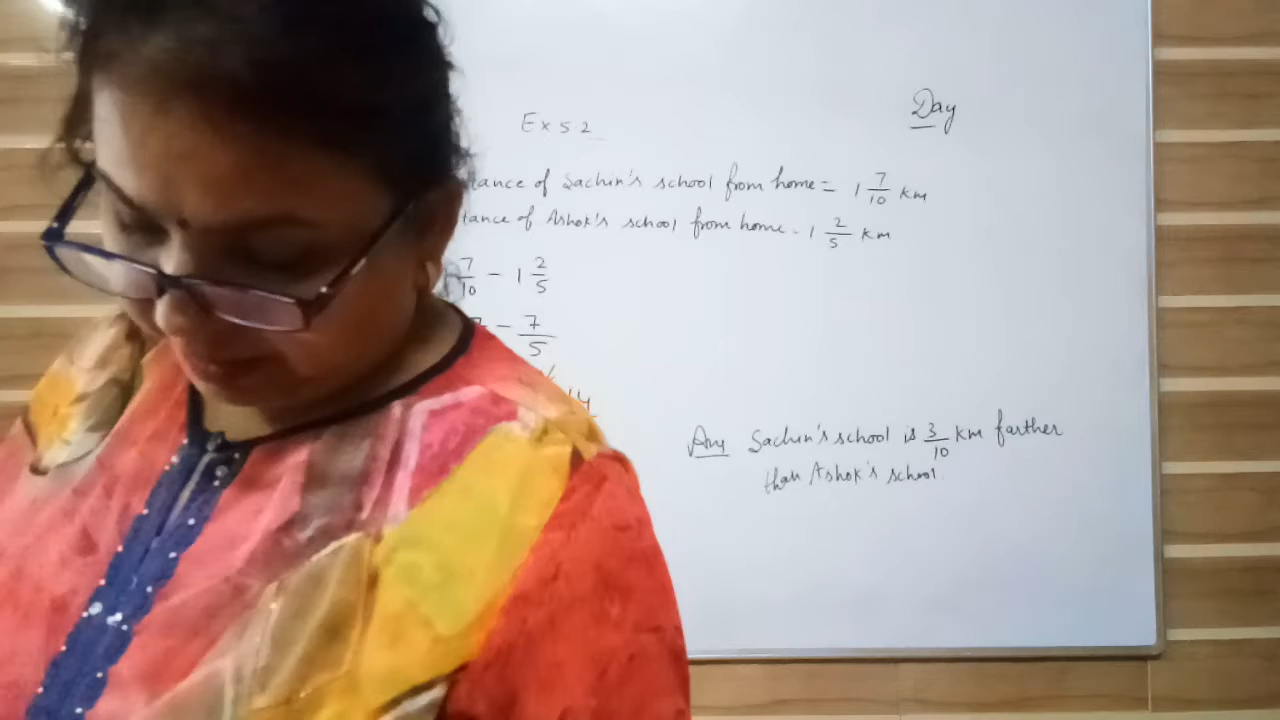 Ex 5.2
Day
tance of Sachin's school from home = 1 7/10 km
tance of Ashok's school from home - 1 2/5 km
7/10 - 1 2/5
7 - 7/5
14
Ans Sachin's school is 3/10 km farther
than Ashok's school.